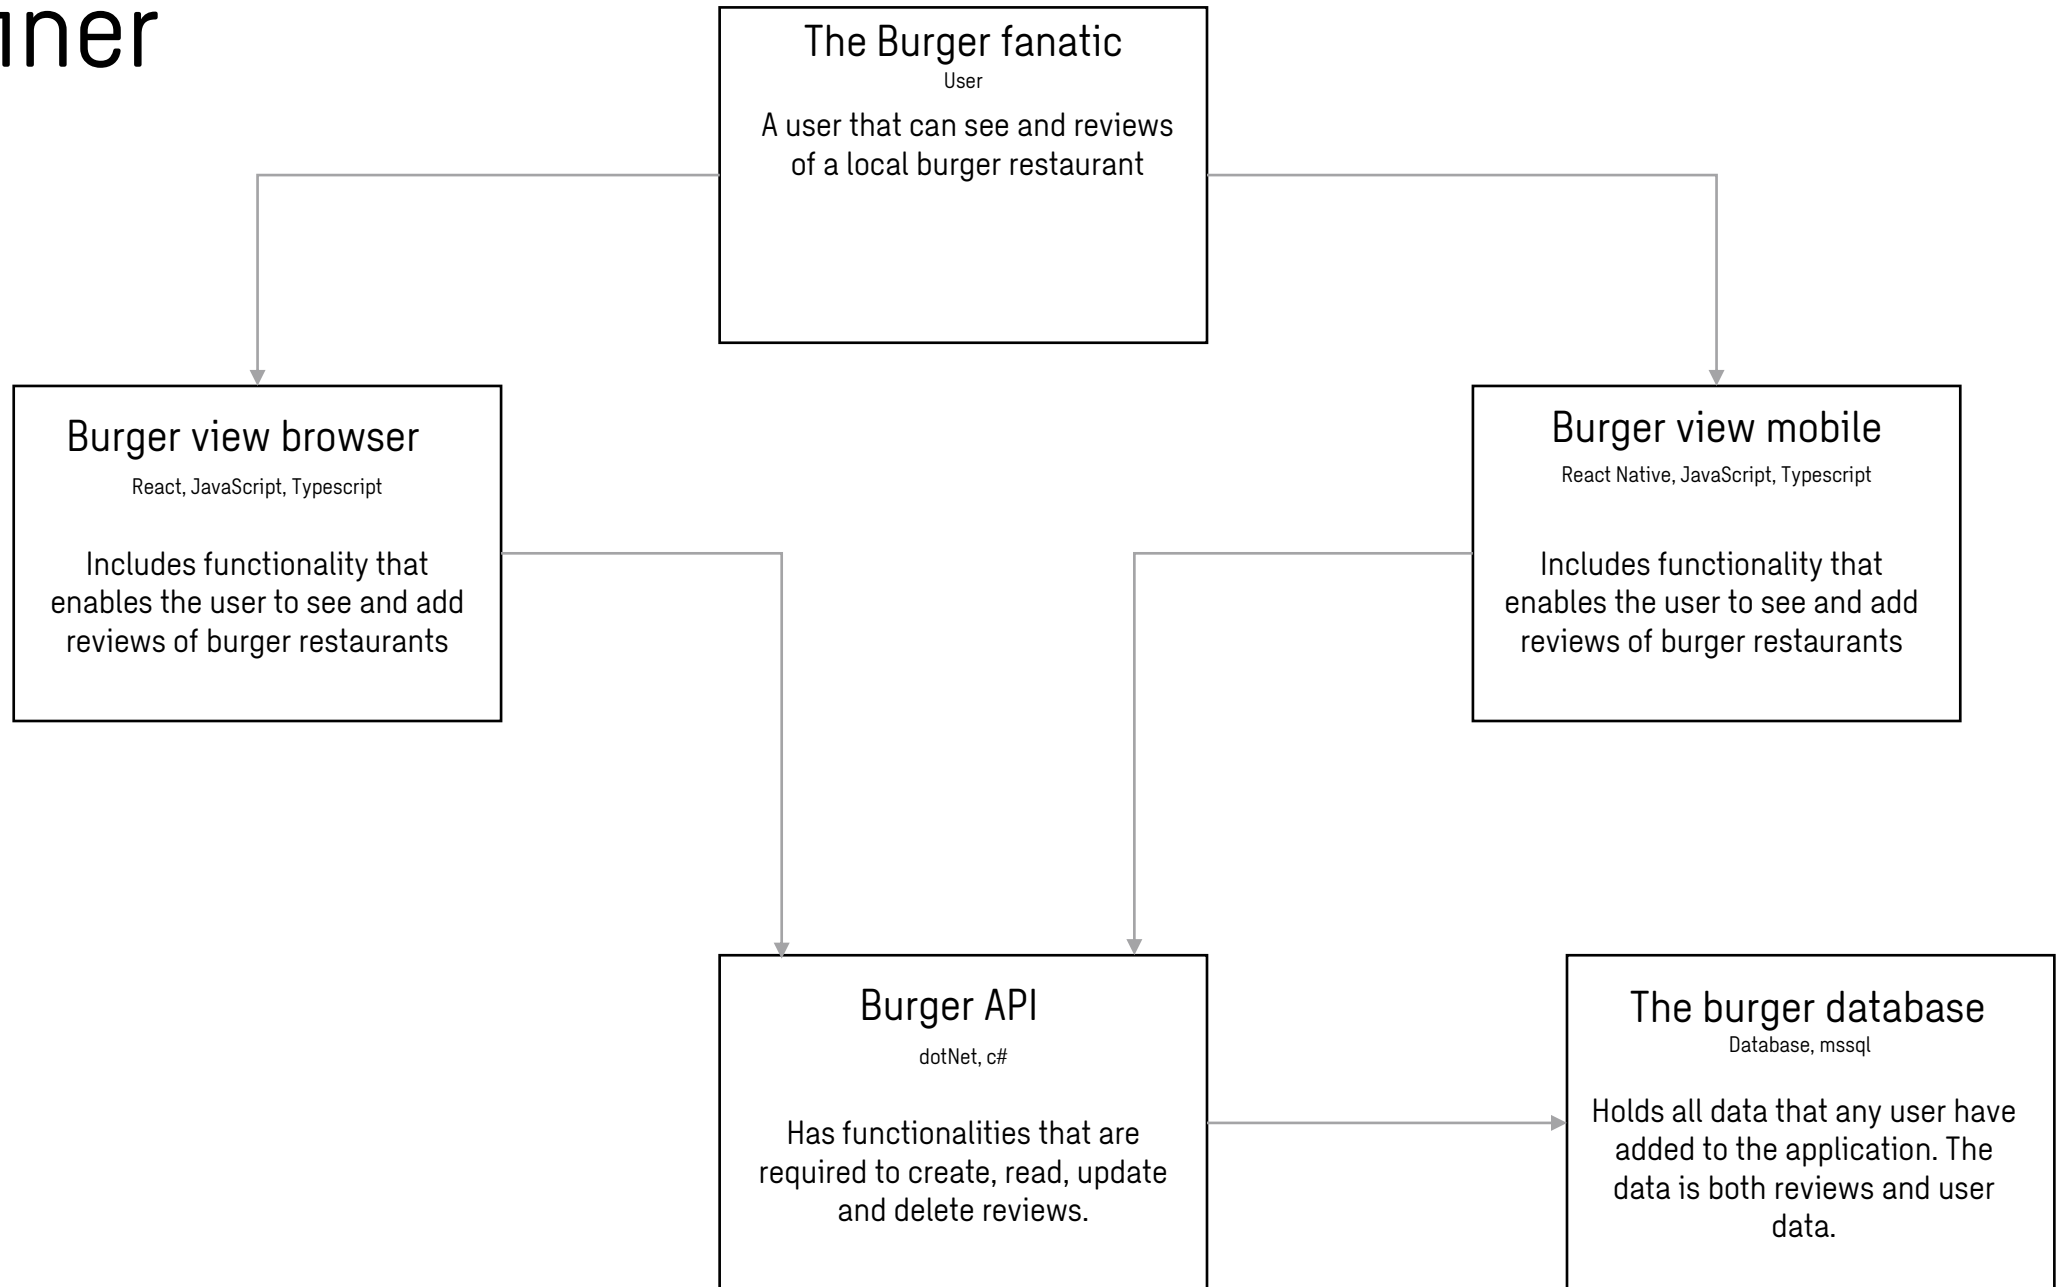 iner
The Burger fanatic
User
A user that can see and reviews
of a local burger restaurant
Burger view browser
React, JavaScript, Typescript
Includes functionality that
enables the user to see and add
reviews of burger restaurants
Burger view mobile
React Native, JavaScript, Typescript
Includes functionality that
enables the user to see and add
reviews of burger restaurants
Burger API
dotNet, c#
Has functionalities that are
required to create, read, update
and delete reviews.
The burger database
Database, mssql
Holds all data that any user have
added to the application. The
data is both reviews and user
data.